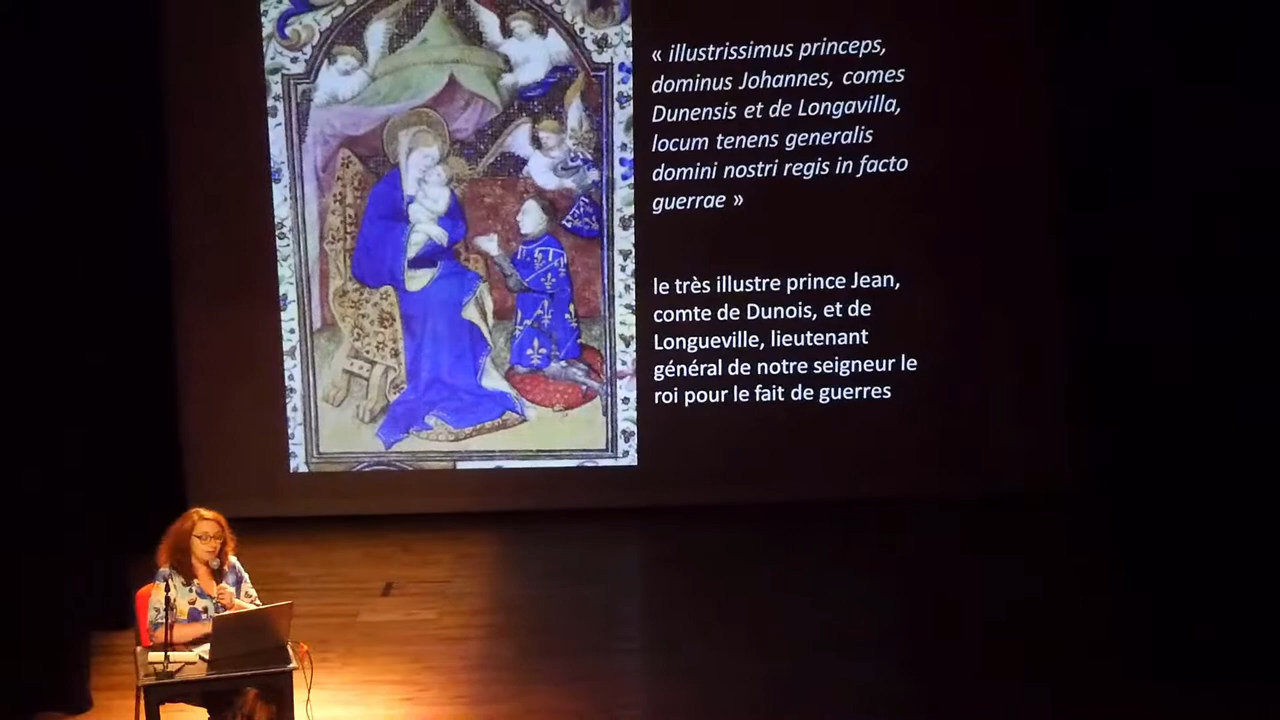 « illustrissimus princeps,
dominus Johannes, comes
Dunensis et de Longavilla,
locum tenens generalis
domini nostri regis in facto
guerrae »
le très illustre prince Jean,
comte de Dunois, et de
Longueville, lieutenant
général de notre seigneur le
roi pour le fait de guerres